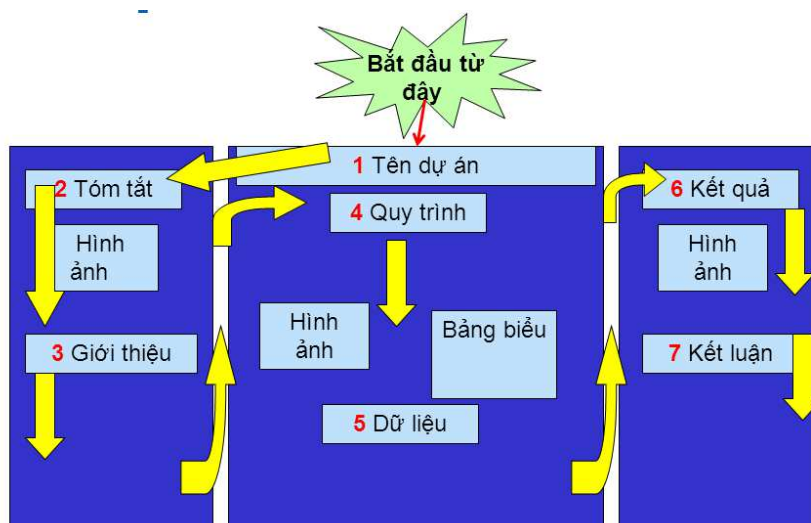 Bắt đầu từ
đây
1 Tên dự án
2 Tóm tắt
Hình
ảnh
3 Giới thiệu
4 Quy trình
Hình
ảnh
Bảng biểu
5 Dữ liệu
6 Kết quả
Hình
ảnh
7 Kết luận